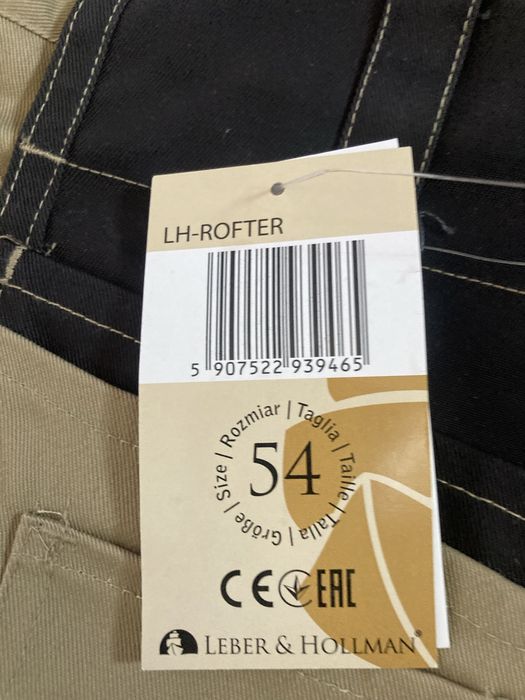 LH-ROFTER
5 907522 939465
Size | Rozmiar | Taglia | Taille | Talla | Größe |
54
CE EAC
LEBER & HOLLMAN®